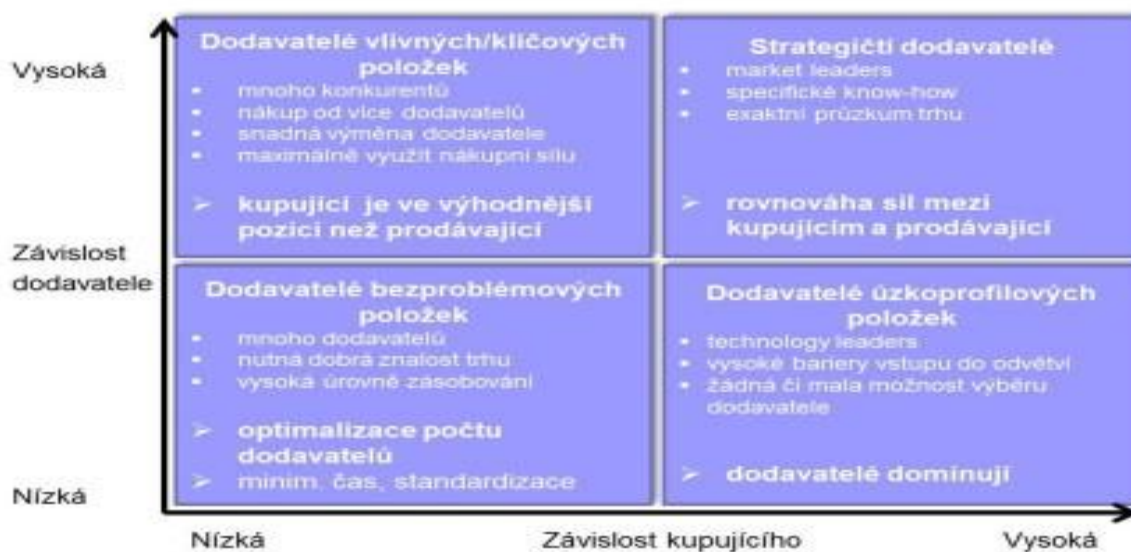 Vysoká
Dodavatelé vlivných/klíčových
položek
• mnoho konkurentů
• nákup od více dodavatelů
• snadná výměna dodavatele
• maximálně využít nákupní sílu
➢ kupující je ve výhodnější
pozici než prodávající
Strategičtí dodavatelé
• market leaders
• specifické know-how
• exaktní průzkum trhu
➢ rovnováha sil mezi
kupujícím a prodávající
Závislost
dodavatele
Dodavatelé bezproblémových
položek
• mnoho dodavatelů
• nutná dobrá znalost trhu
• vysoká úrovně zásobování
➢ optimalizace počtu
dodavatelů
➢ minim. čas, standardizace
Dodavatelé úzkoprofilových
položek
• technology leaders
• vysoké bariery vstupu do odvětví
• žádná či mala možnost výběru
dodavatele
➢ dodavatelé dominují
Nízká
Nízká
Závislost kupujícího
Vysoká